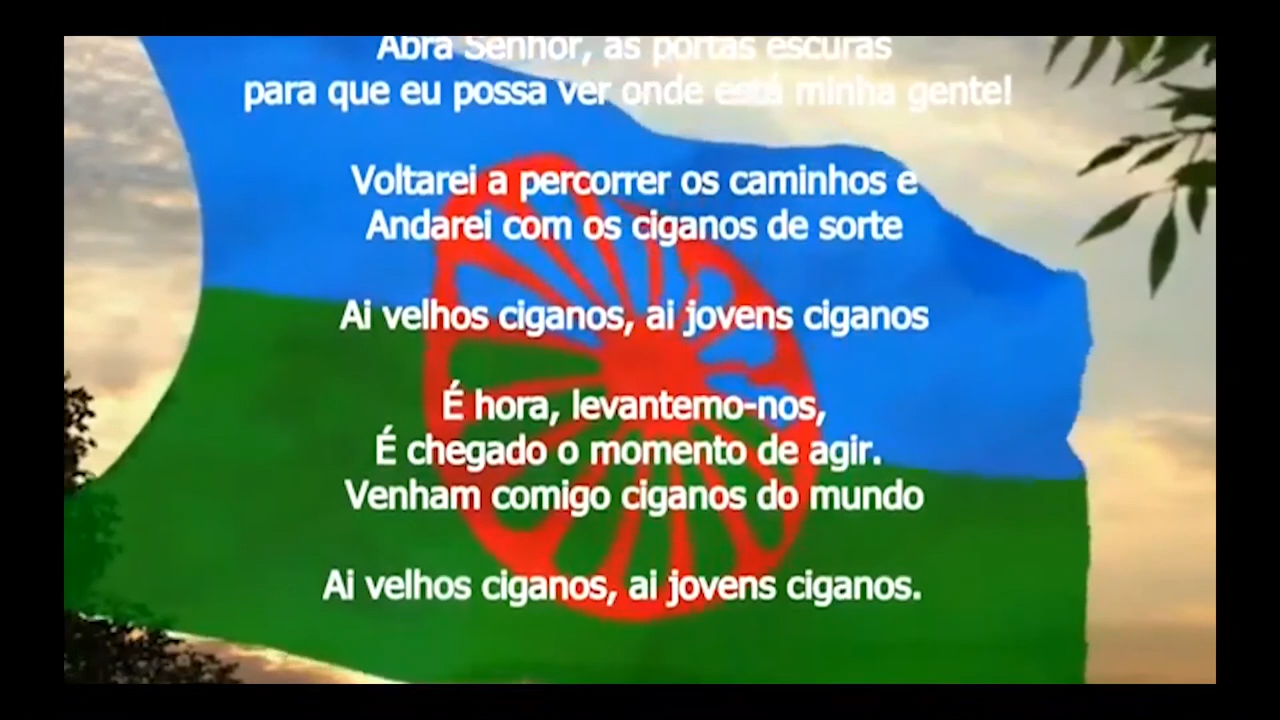 Abra Senhor, as portas escuras
para que eu possa ver onde está minha gente!
Voltarei a percorrer os caminhos e
Andarei com os ciganos de sorte
Ai velhos ciganos, ai jovens ciganos
É hora, levantemo-nos,
É chegado o momento de agir.
Venham comigo ciganos do mundo
Ai velhos ciganos, ai jovens ciganos.